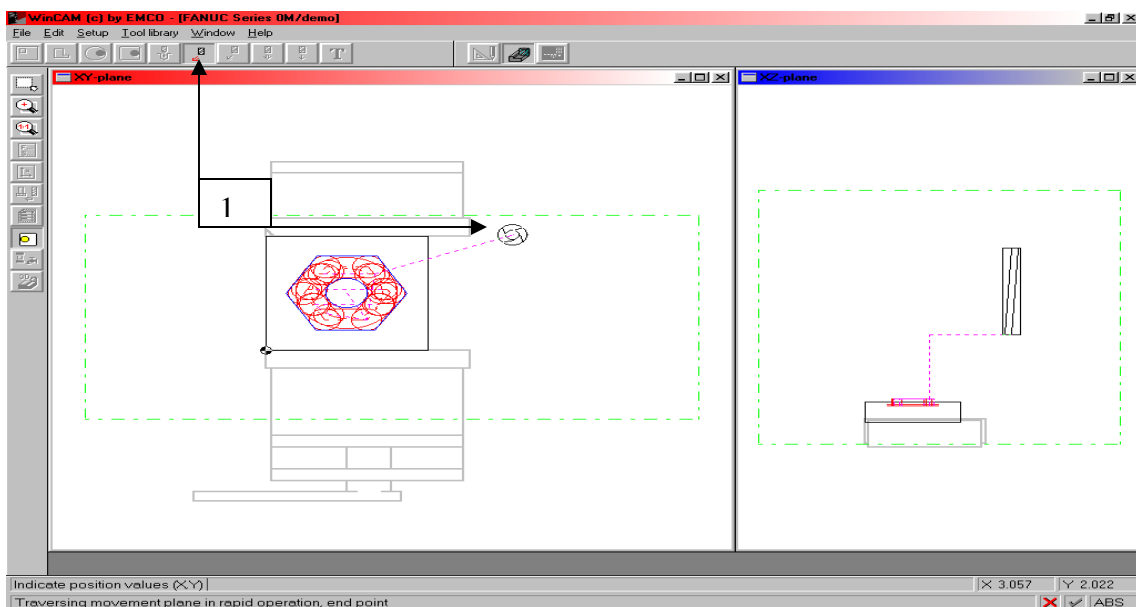 WinCAM (c) by EMCO - [FANUC Series 0M/demo]
File Edit Setup Tool library Window Help
T
XY-plane
XZ-plane
1
Indicate position values (XY)
X 3.057 Y 2.022
Traversing movement plane in rapid operation, end point
ABS